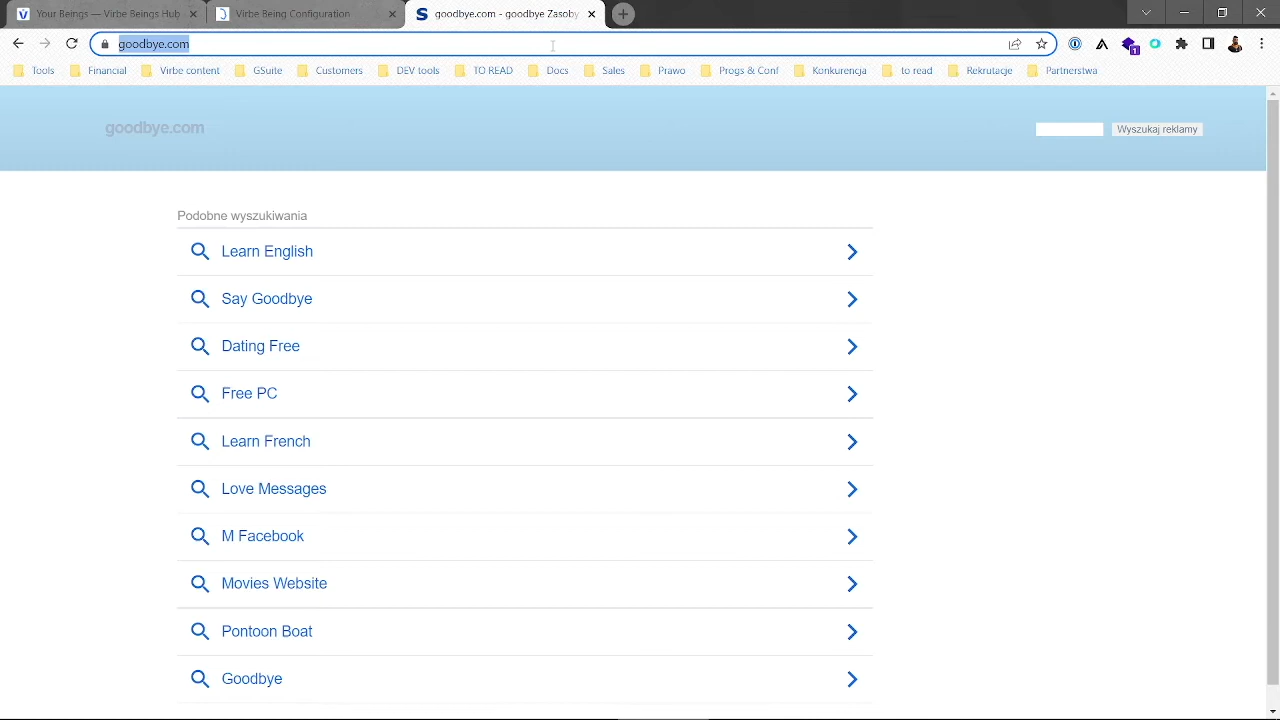 Your Beings — Virbe Beings Hub
Virbe Being Configuration
goodbye.com - goodbye Zasoby
goodbye.com
Tools
Financial
Virbe content
GSuite
Customers
DEV tools
TO READ
Docs
Sales
Prawo
Progs & Conf
Konkurencja
to read
Rekrutacje
Partnerstwa
goodbye.com
Wyszukaj reklamy
Podobne wyszukiwania
Learn English
Say Goodbye
Dating Free
Free PC
Learn French
Love Messages
M Facebook
Movies Website
Pontoon Boat
Goodbye